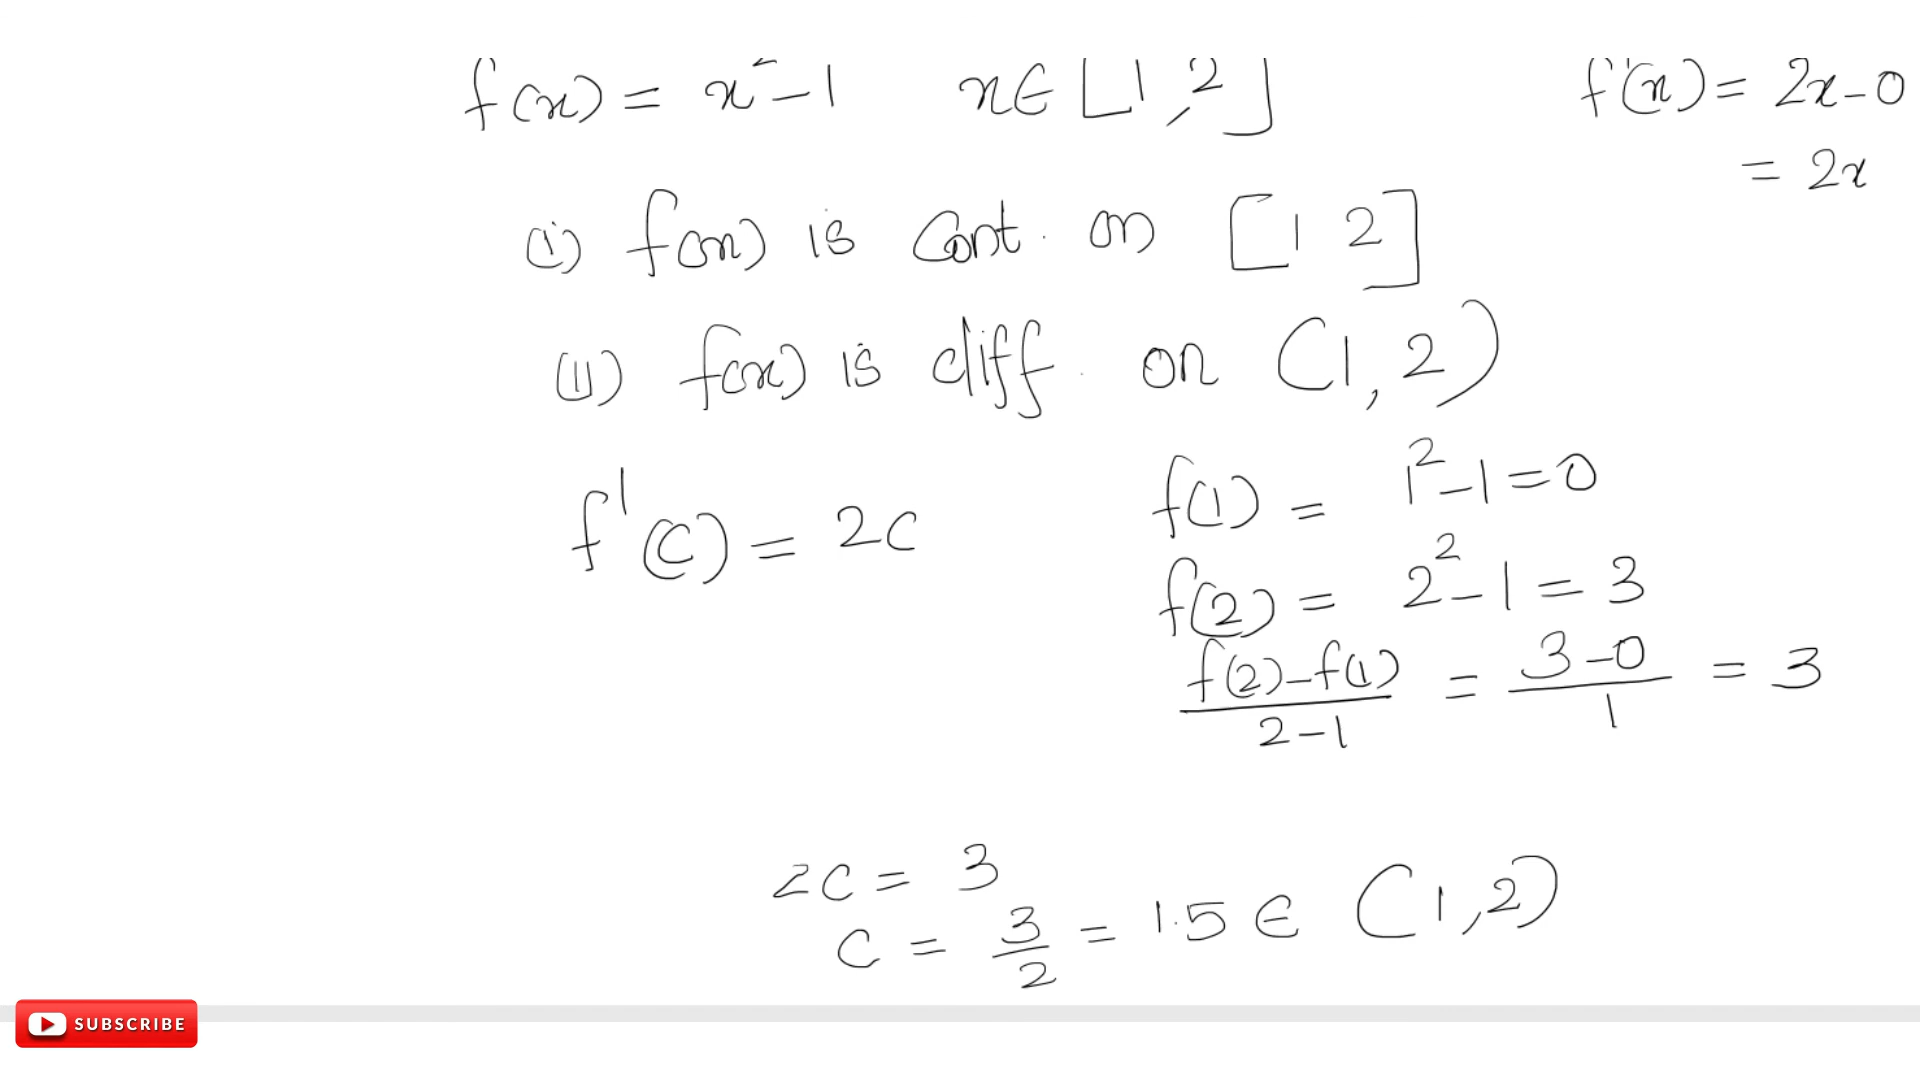 f(x) = x²-1 x∈ [1,2]
f'(x) = 2x-0
= 2x
(i) f(x) is Cont. on [1 2]
(ii) f(x) is diff. on (1,2)
f'(c) = 2c
f(1) = 1²-1=0
f(2) = 2²-1 = 3
f(2)-f(1)/2-1 = 3-0/1 = 3
2c = 3
c = 3/2 = 1.5 ∈ (1,2)
SUBSCRIBE